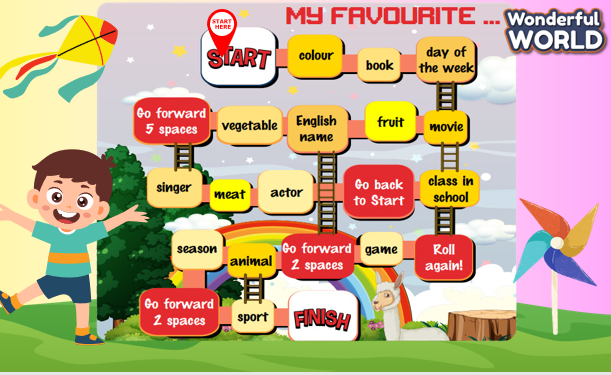 MY FAVOURITE ...
Wonderful
WORLD
START
HERE
START
colour
book
day of
the week
Go forward
5 spaces
vegetable
English
name
fruit
movie
singer
meat
actor
Go back
to Start
class in
school
season
animal
Go forward
2 spaces
game
Roll
again!
Go forward
2 spaces
sport
FINISH